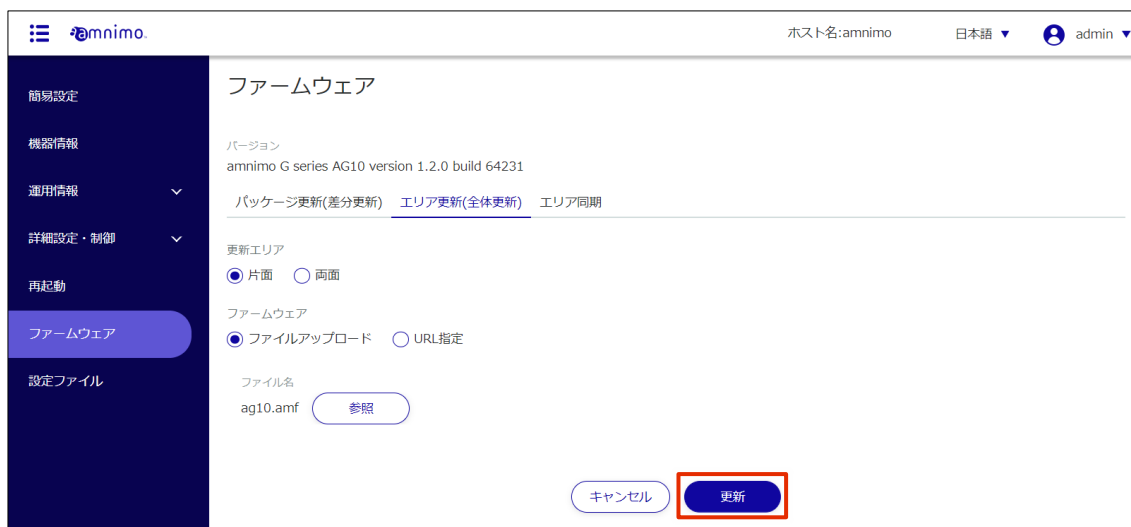 amnimo.
ホスト名:amnimo 日本語 ▼ admin ▼
簡易設定
機器情報
運用情報
詳細設定・制御
再起動
ファームウェア
設定ファイル
ファームウェア
バージョン
amnimo G series AG10 version 1.2.0 build 64231
パッケージ更新(差分更新) エリア更新(全体更新) エリア同期
更新エリア
片面 両面
ファームウェア
ファイルアップロード URL指定
ファイル名
ag10.amf 参照
キャンセル 更新